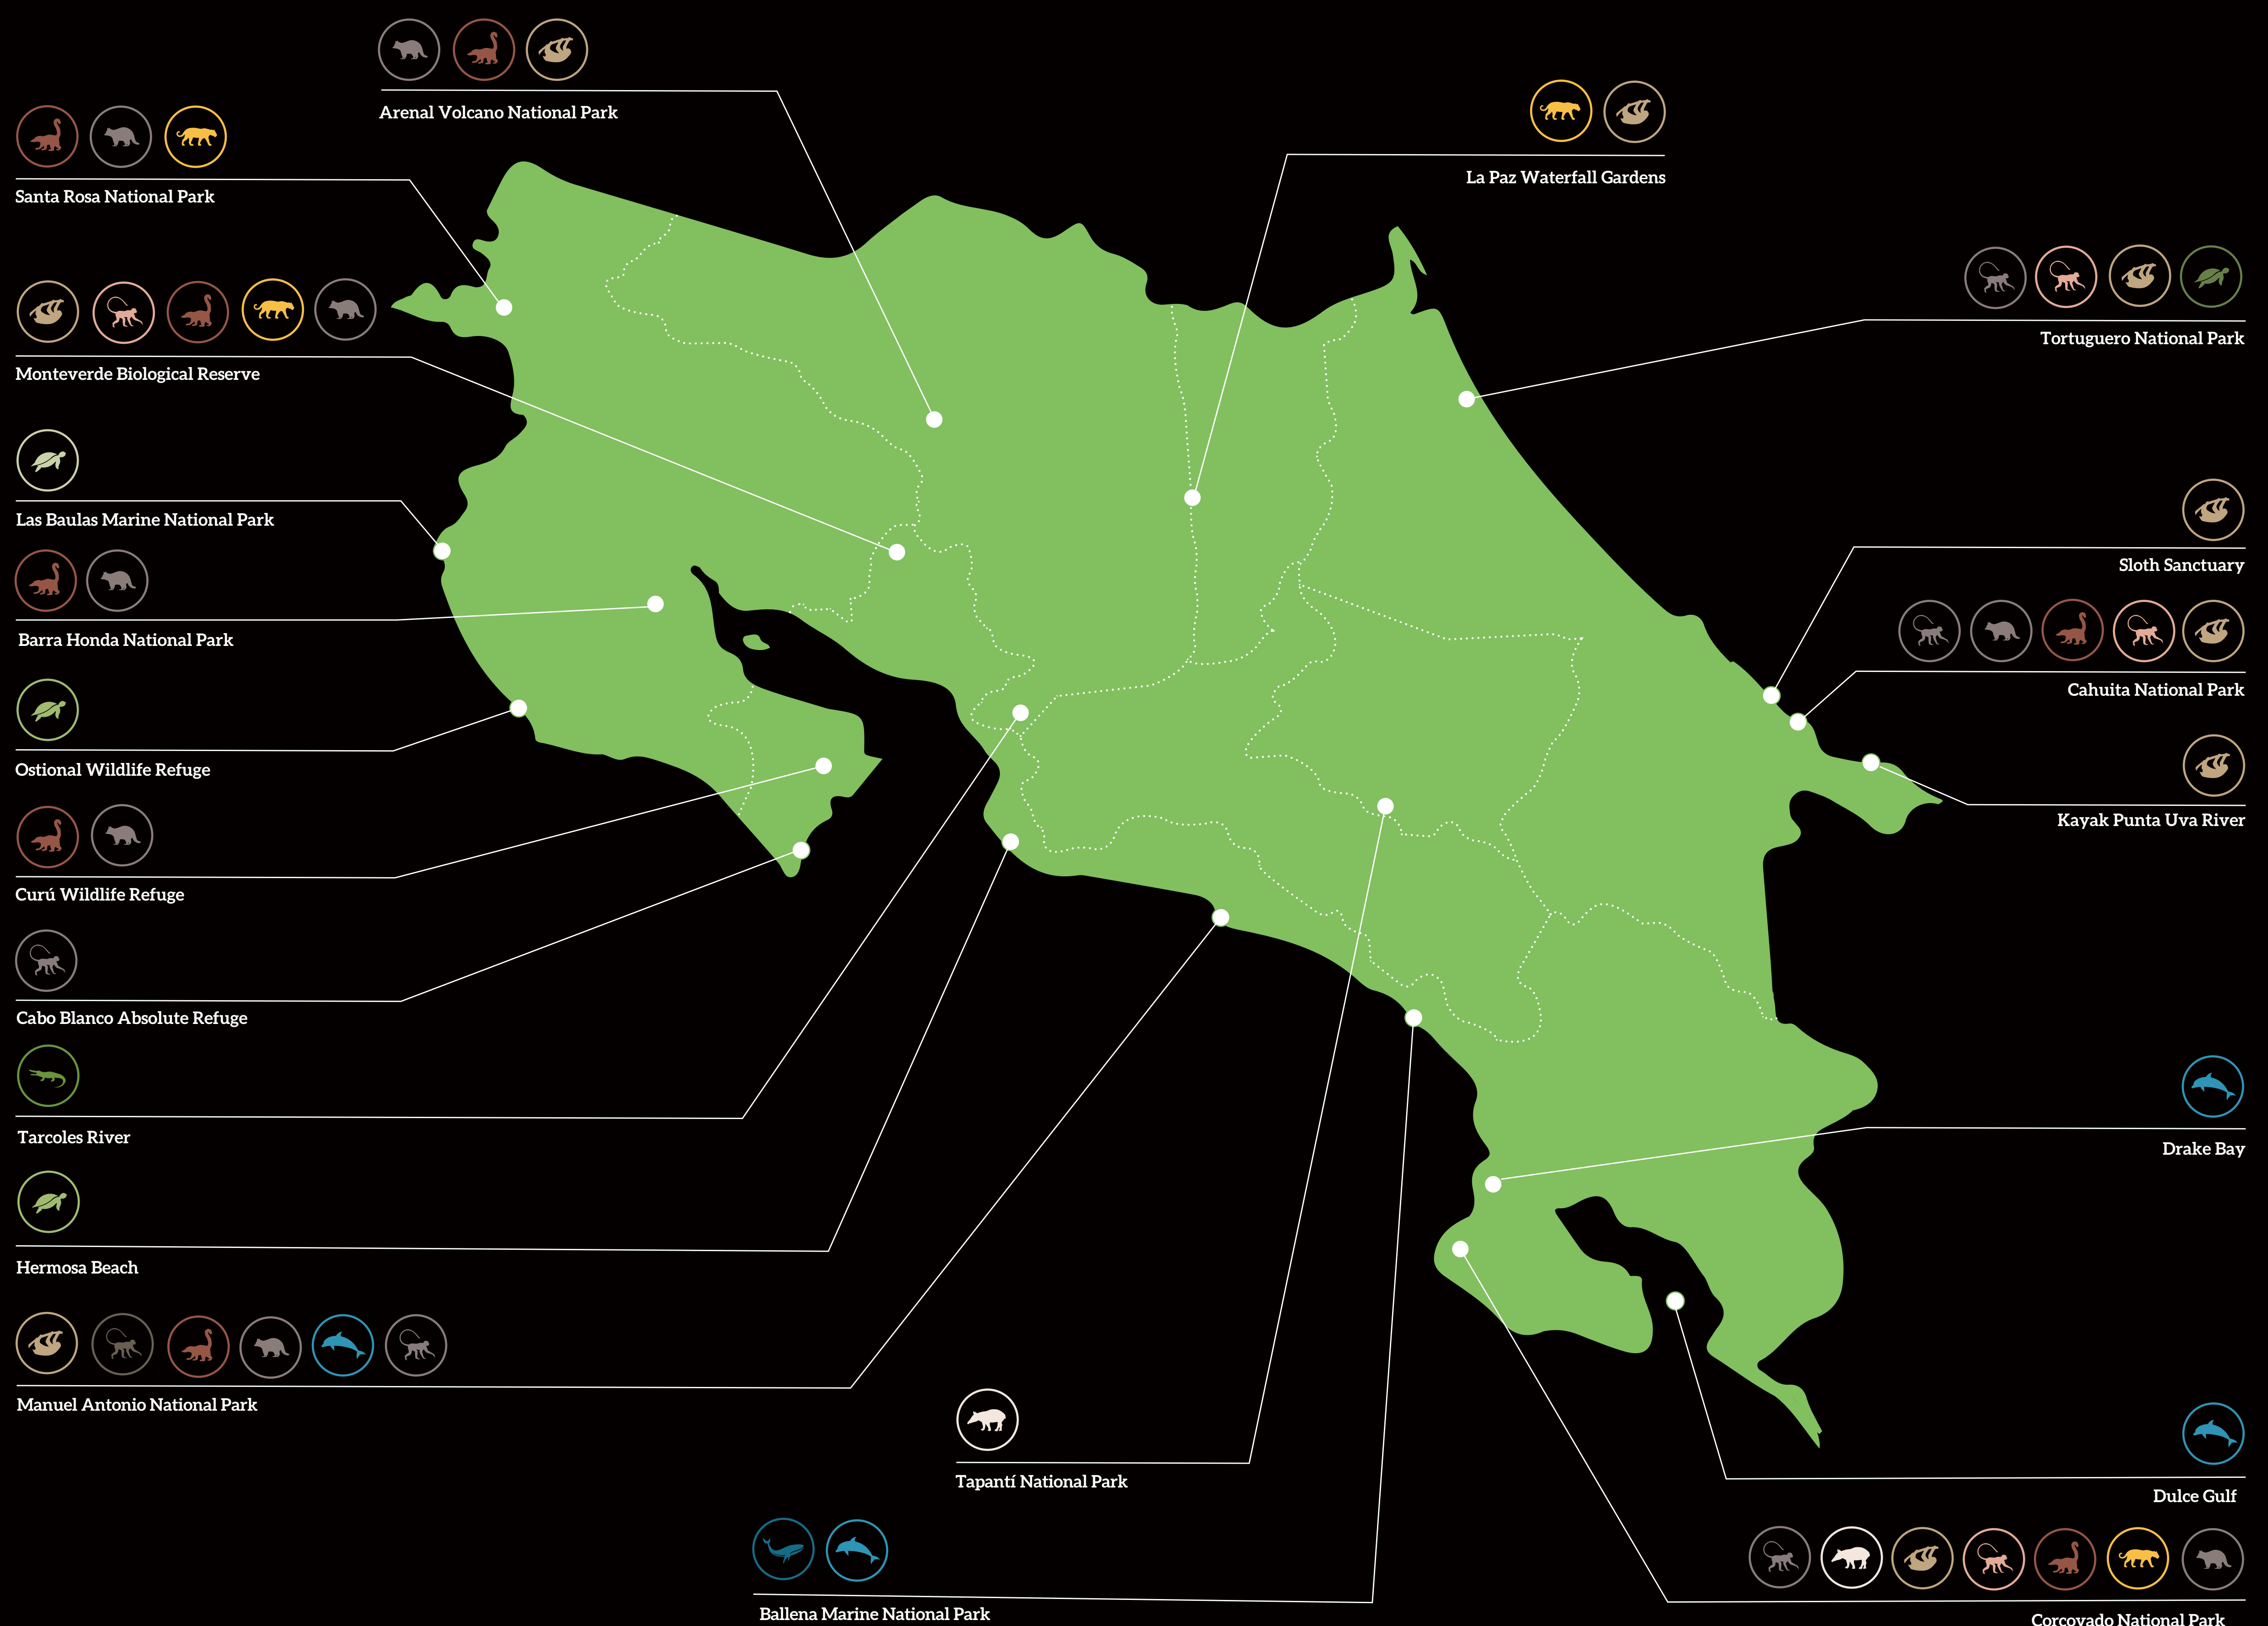 Arenal Volcano National Park
La Paz Waterfall Gardens
Santa Rosa National Park
Tortuguero National Park
Monteverde Biological Reserve
Las Baulas Marine National Park
Sloth Sanctuary
Barra Honda National Park
Cahuita National Park
Ostional Wildlife Refuge
Kayak Punta Uva River
Curú Wildlife Refuge
Cabo Blanco Absolute Refuge
Tarcoles River
Drake Bay
Hermosa Beach
Manuel Antonio National Park
Tapantí National Park
Dulce Gulf
Ballena Marine National Park
Corcovado National Park